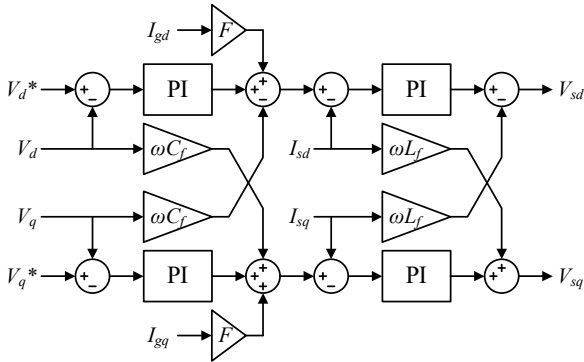 I_gd F
V_d* + − PI + + − + − PI + − V_sd
V_d ωC_f I_sd ωL_f
V_q ωC_f I_sq ωL_f
V_q* + − PI + + + + − PI + + V_sq
I_gq F